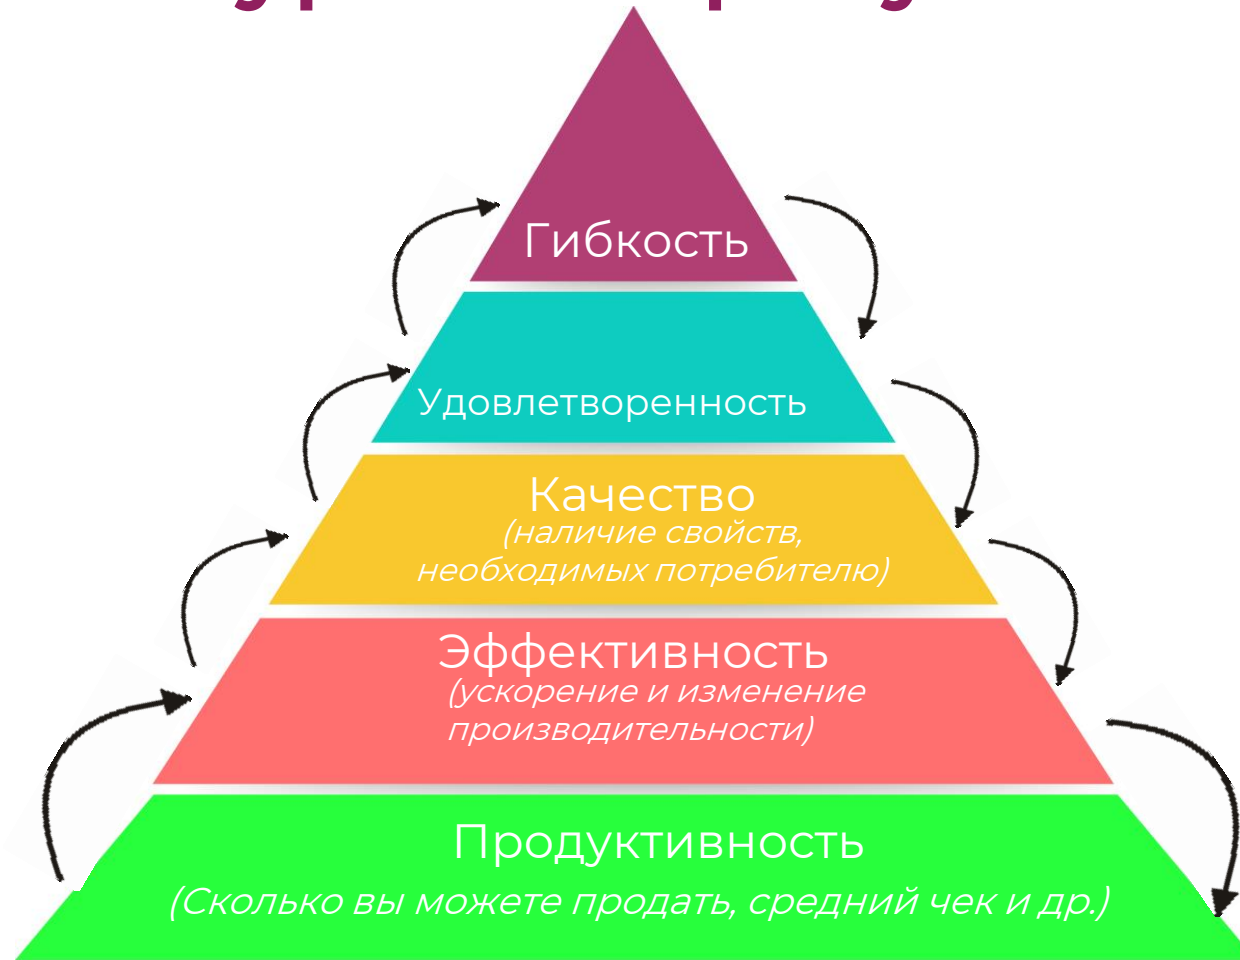 Гибкость
Удовлетворенность
Качество
(наличие свойств,
необходимых потребителю)
Эффективность
(ускорение и изменение
производительности)
Продуктивность
(Сколько вы можете продать, средний чек и др.)